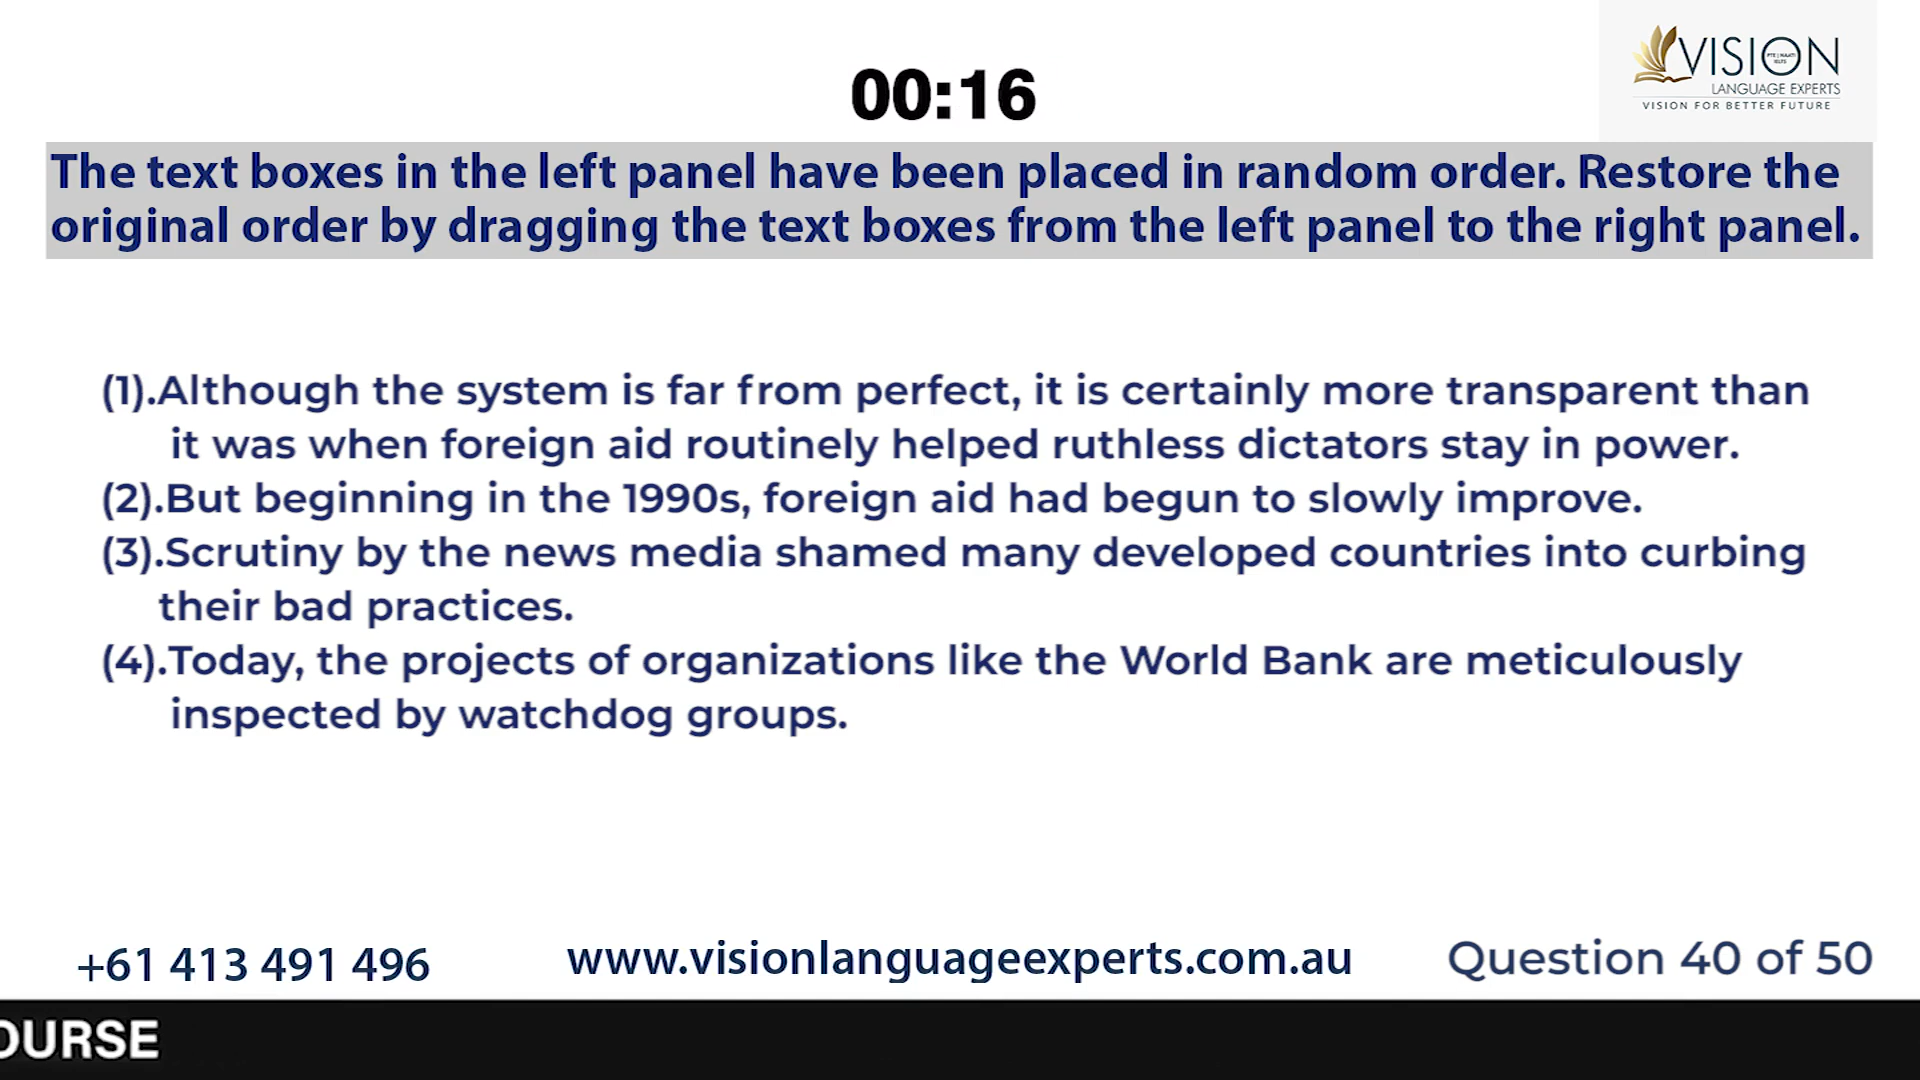 VISION
PTE | NAATI
IELTS
LANGUAGE EXPERTS
VISION FOR BETTER FUTURE
00:16
The text boxes in the left panel have been placed in random order. Restore the
original order by dragging the text boxes from the left panel to the right panel.
(1).Although the system is far from perfect, it is certainly more transparent than
it was when foreign aid routinely helped ruthless dictators stay in power.
(2).But beginning in the 1990s, foreign aid had begun to slowly improve.
(3).Scrutiny by the news media shamed many developed countries into curbing
their bad practices.
(4).Today, the projects of organizations like the World Bank are meticulously
inspected by watchdog groups.
+61 413 491 496
www.visionlanguageexperts.com.au
Question 40 of 50
OURSE